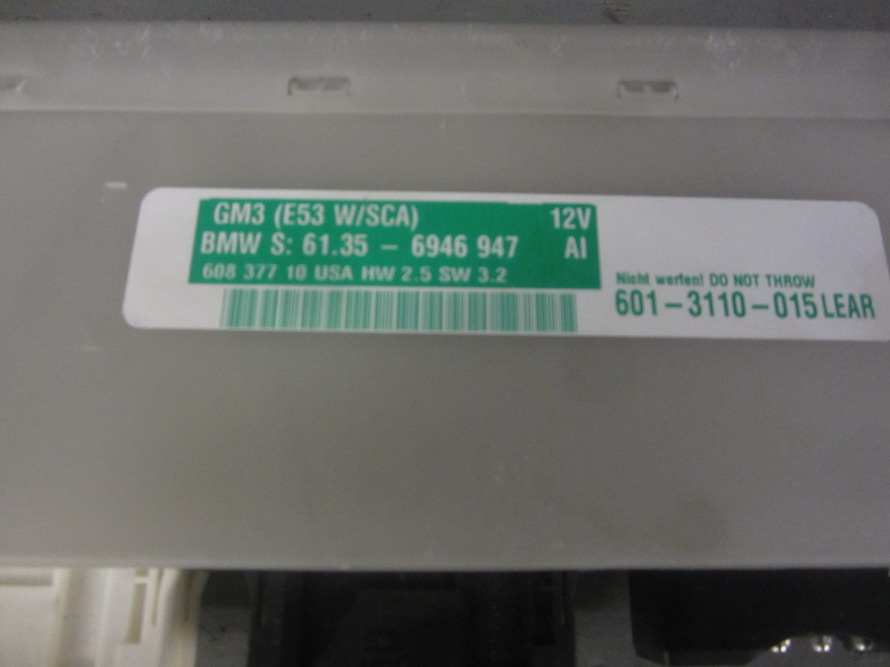 GM3 (E53 W/SCA) 12V
BMW S: 61.35 – 6946 947 AI
608 377 10 USA HW 2.5 SW 3.2
Nicht werfen! DO NOT THROW
601–3110–015 LEAR